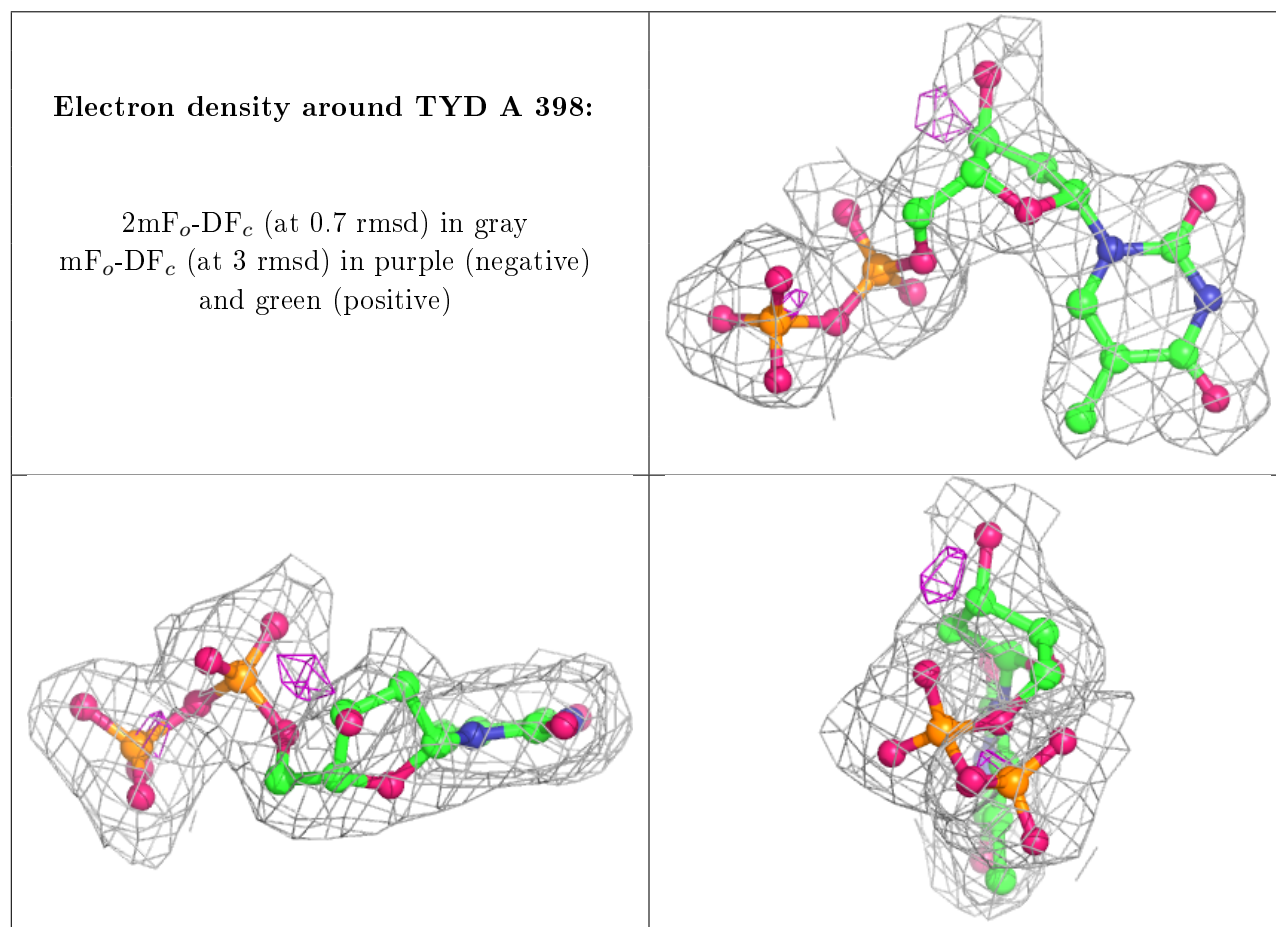 Electron density around TYD A 398:
2mFo-DFc (at 0.7 rmsd) in gray
mFo-DFc (at 3 rmsd) in purple (negative)
and green (positive)